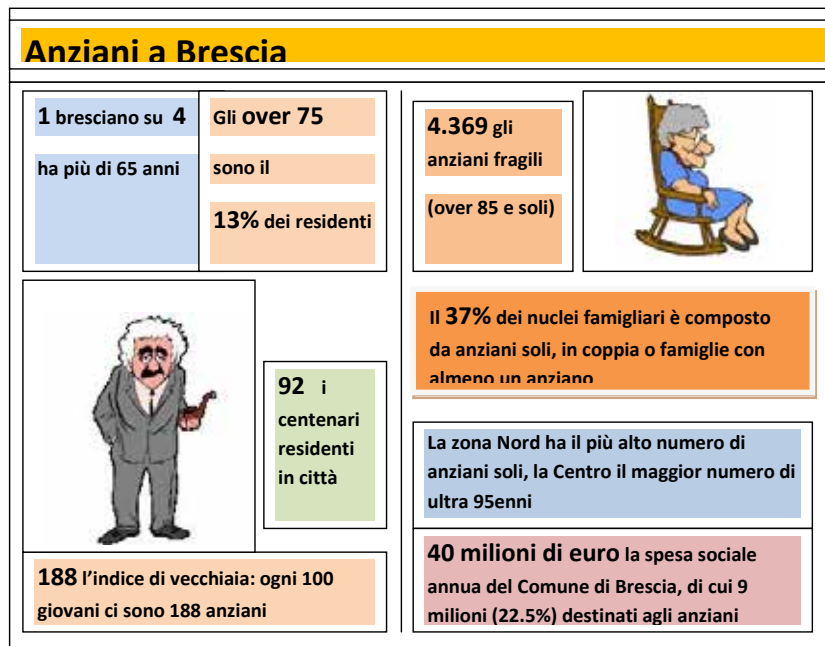 Anziani a Brescia
1 bresciano su 4
ha più di 65 anni
Gli over 75
sono il
13% dei residenti
4.369 gli
anziani fragili
(over 85 e soli)
Il 37% dei nuclei famigliari è composto
da anziani soli, in coppia o famiglie con
almeno un anziano
92 i
centenari
residenti
in città
La zona Nord ha il più alto numero di
anziani soli, la Centro il maggior numero di
ultra 95enni
188 l'indice di vecchiaia: ogni 100
giovani ci sono 188 anziani
40 milioni di euro la spesa sociale
annua del Comune di Brescia, di cui 9
milioni (22.5%) destinati agli anziani